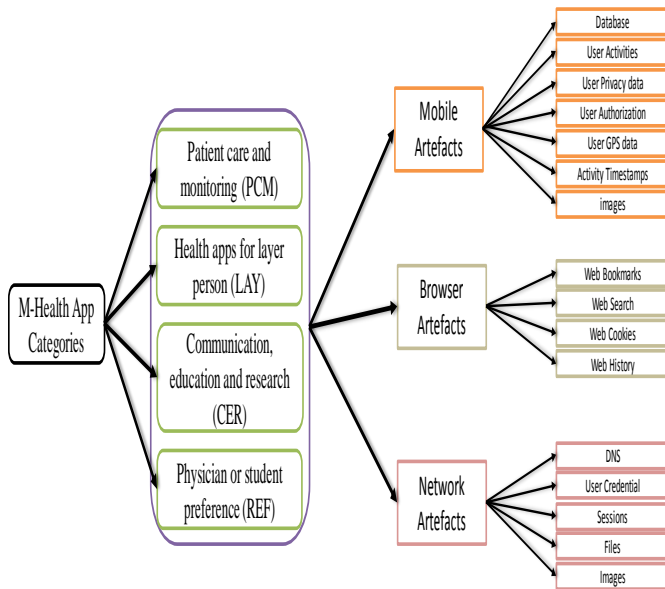 M-Health App
Categories
Patient care and
monitoring (PCM)
Health apps for layer
person (LAY)
Communication,
education and research
(CER)
Physician or student
preference (REF)
Mobile
Artefacts
Database
User Activities
User Privacy data
User Authorization
User GPS data
Activity Timestamps
images
Browser
Artefacts
Web Bookmarks
Web Search
Web Cookies
Web History
Network
Artefacts
DNS
User Credential
Sessions
Files
Images